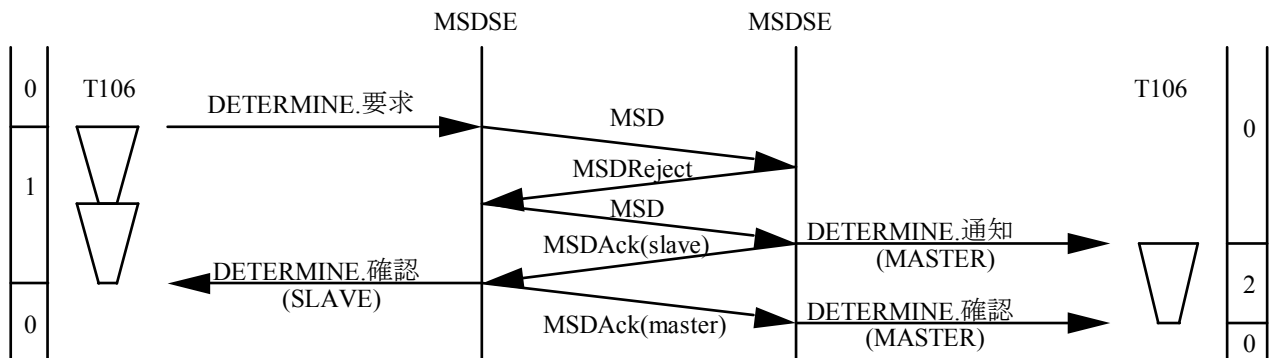 MSDSE
MSDSE
0
T106
T106
DETERMINE.要求
MSD
0
MSDReject
1
MSD
DETERMINE.通知
(MASTER)
MSDAck(slave)
DETERMINE.確認
(SLAVE)
2
MSDAck(master)
DETERMINE.確認
(MASTER)
0
0